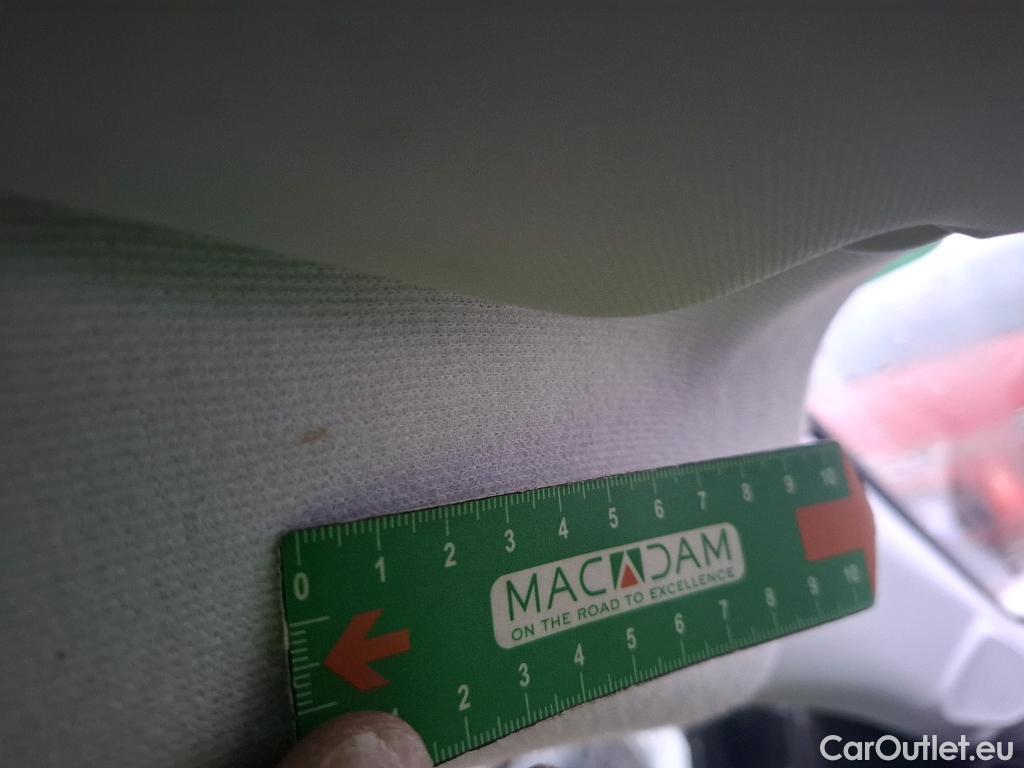 0 1 2 3 4 5 6 7 8 9 10
MACADAM
ON THE ROAD TO EXCELLENCE
1 2 3 4 5 6 7 8 9 10
CarOutlet.eu